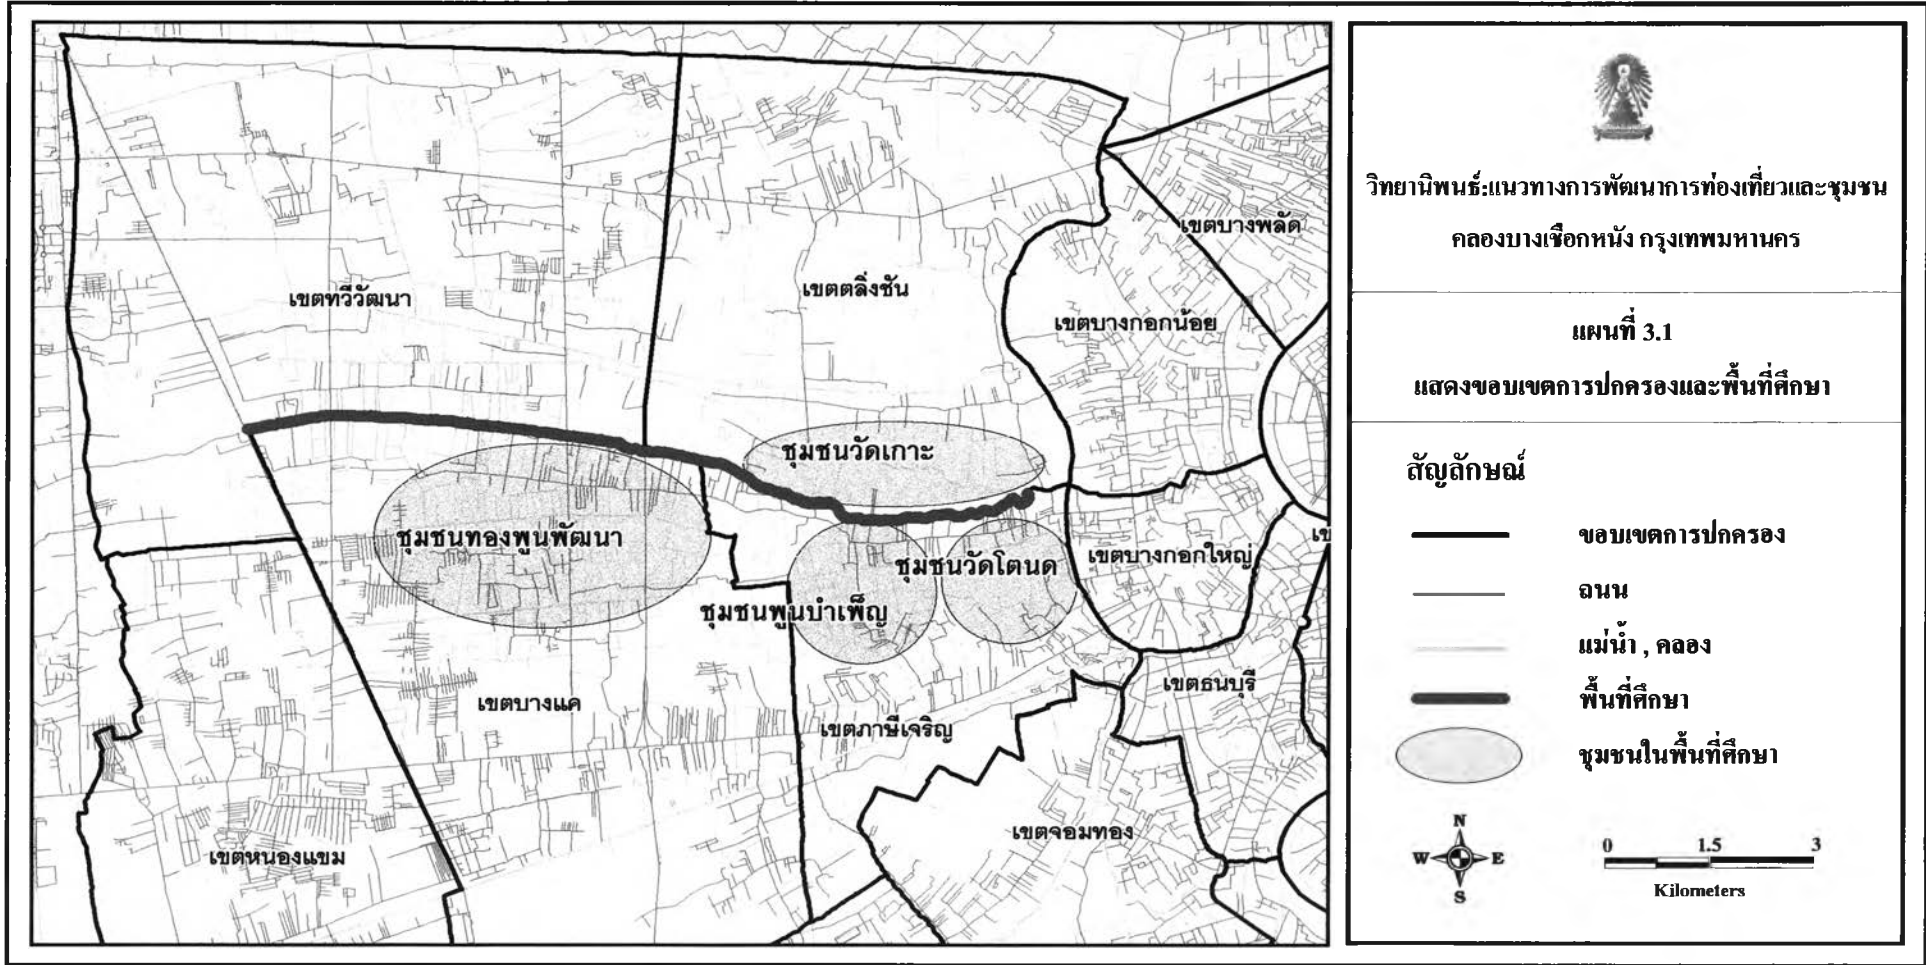 วิทยานิพนธ์:แนวทางการพัฒนาการท่องเที่ยวและชุมชน
คลองบางเชือกหนัง กรุงเทพมหานคร
แผนที่ 3.1
แสดงขอบเขตการปกครองและพื้นที่ศึกษา
สัญลักษณ์
ขอบเขตการปกครอง
ถนน
แม่น้ำ , คลอง
พื้นที่ศึกษา
ชุมชนในพื้นที่ศึกษา
N
W E
S
0 1.5 3
Kilometers
เขตบางพลัด
เขตทวีวัฒนา
เขตตลิ่งชัน
เขตบางกอกน้อย
ชุมชนวัดเกาะ
ชุมชนทองพูนพัฒนา
เขตบางกอกใหญ่
ชุมชนวัดโตนด
ชุมชนพูนบำเพ็ญ
เขตธนบุรี
เขตบางแค
เขตภาษีเจริญ
เขตจอมทอง
เขตหนองแขม